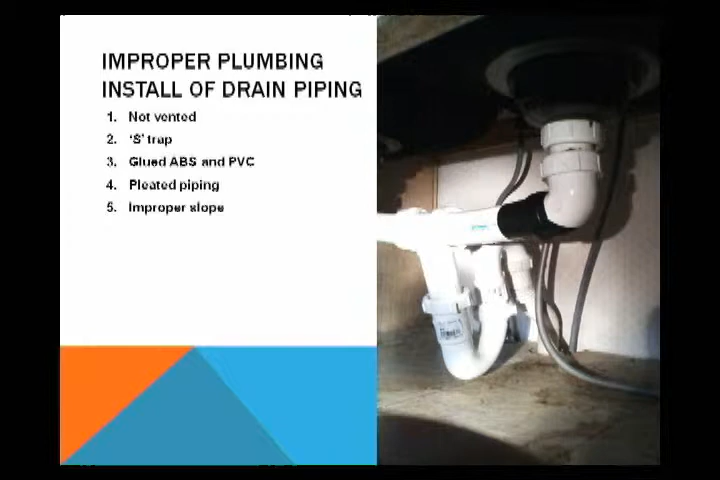 IMPROPER PLUMBING
INSTALL OF DRAIN PIPING
1. Not vented
2. 'S' trap
3. Glued ABS and PVC
4. Pleated piping
5. Improper slope